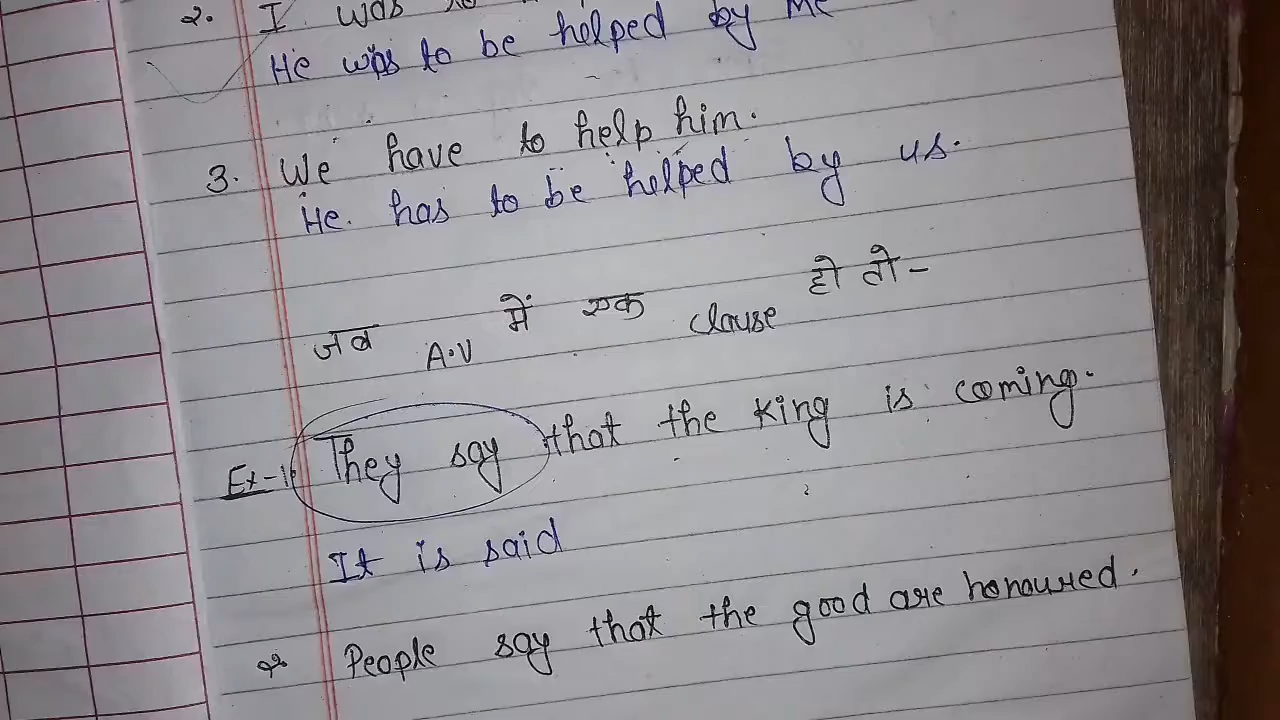 2. I was to
He was to be helped by me
3. We have to help him.
He has to be helped by us.
जब A.V में एक clause हो तो-
Ex-1 They say that the king is coming.
It is said
2. People say that the good are honoured.